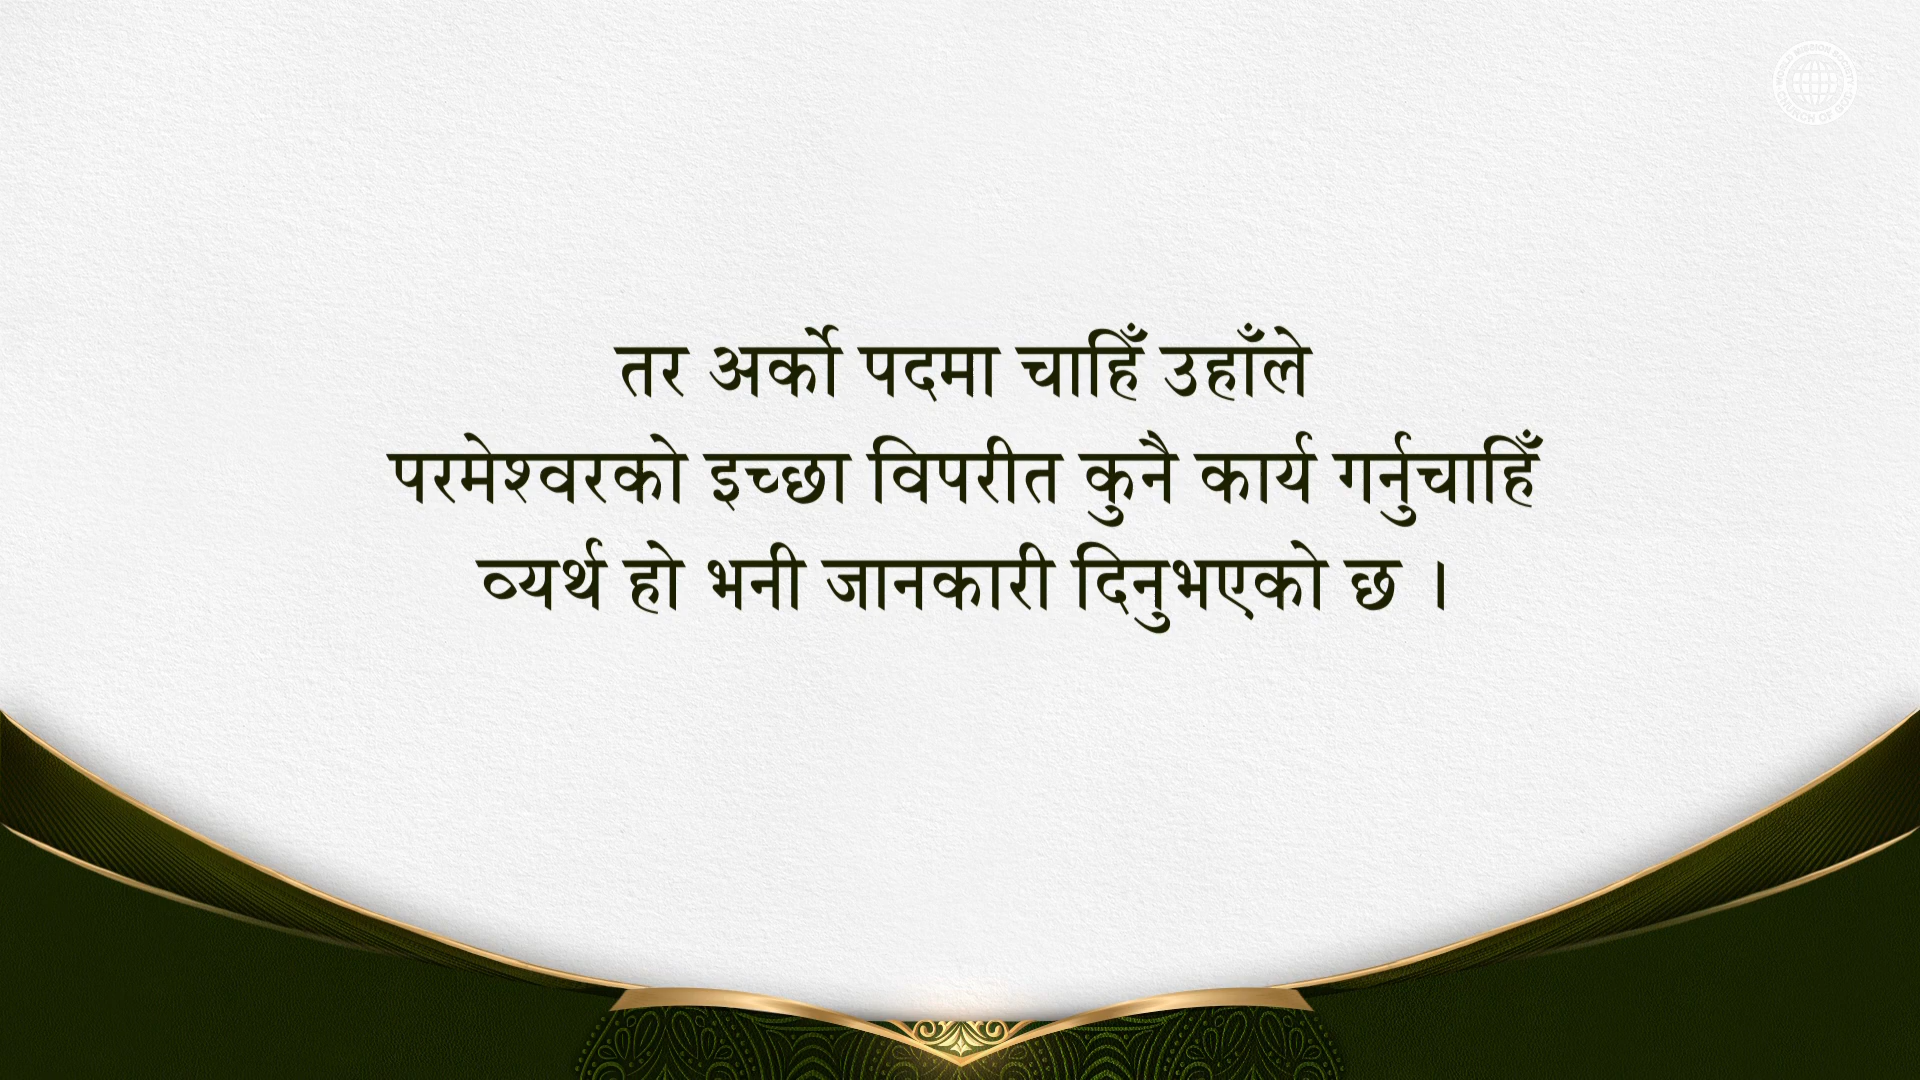 तर अर्को पदमा चाहिँ उहाँले
परमेश्वरको इच्छा विपरीत कुनै कार्य गर्नुचाहिँ
व्यर्थ हो भनी जानकारी दिनुभएको छ ।